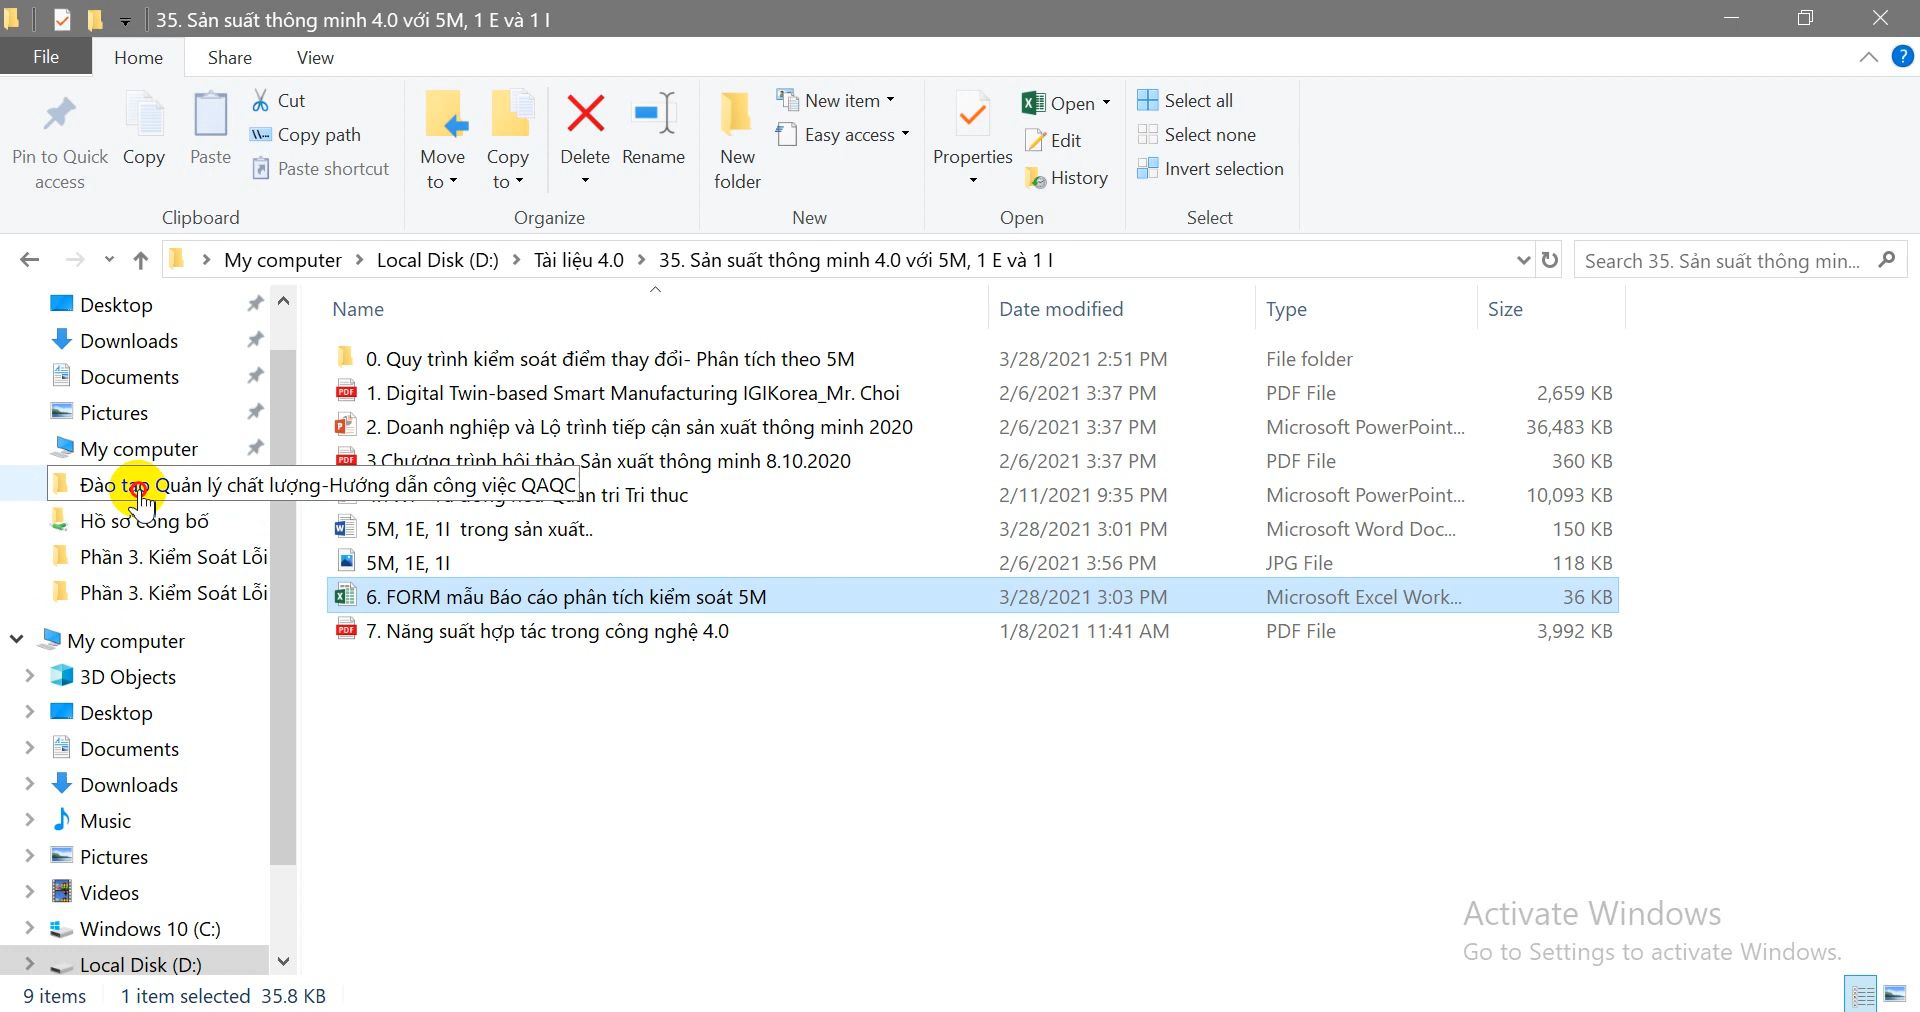 35. Sản suất thông minh 4.0 với 5M, 1 E và 1 I
File Home Share View
Pin to Quick access
Copy
Paste
Cut
Copy path
Paste shortcut
Clipboard
Move to
Copy to
Delete
Rename
Organize
New folder
New item
Easy access
New
Properties
Open
Edit
History
Open
Select all
Select none
Invert selection
Select
My computer > Local Disk (D:) > Tài liệu 4.0 > 35. Sản suất thông minh 4.0 với 5M, 1 E và 1 I
Search 35. Sản suất thông min...
Desktop
Downloads
Documents
Pictures
My computer
Đào tạo Quản lý chất lượng-Hướng dẫn công việc QAQC
Hồ sơ công bố
Phần 3. Kiểm Soát Lỗi
Phần 3. Kiểm Soát Lỗi
My computer
3D Objects
Desktop
Documents
Downloads
Music
Pictures
Videos
Windows 10 (C:)
Local Disk (D:)
Name Date modified Type Size
0. Quy trình kiểm soát điểm thay đổi- Phân tích theo 5M 3/28/2021 2:51 PM File folder
1. Digital Twin-based Smart Manufacturing IGIKorea_Mr. Choi 2/6/2021 3:37 PM PDF File 2,659 KB
2. Doanh nghiệp và Lộ trình tiếp cận sản xuất thông minh 2020 2/6/2021 3:37 PM Microsoft PowerPoint... 36,483 KB
3.Chương trình hội thảo Sản xuất thông minh 8.10.2020 2/6/2021 3:37 PM PDF File 360 KB
tri Tri thuc 2/11/2021 9:35 PM Microsoft PowerPoint... 10,093 KB
5M, 1E, 1I trong sản xuất.. 3/28/2021 3:01 PM Microsoft Word Doc... 150 KB
5M, 1E, 1I 2/6/2021 3:56 PM JPG File 118 KB
6. FORM mẫu Báo cáo phân tích kiểm soát 5M 3/28/2021 3:03 PM Microsoft Excel Work... 36 KB
7. Năng suất hợp tác trong công nghệ 4.0 1/8/2021 11:41 AM PDF File 3,992 KB
Activate Windows
Go to Settings to activate Windows.
9 items 1 item selected 35.8 KB